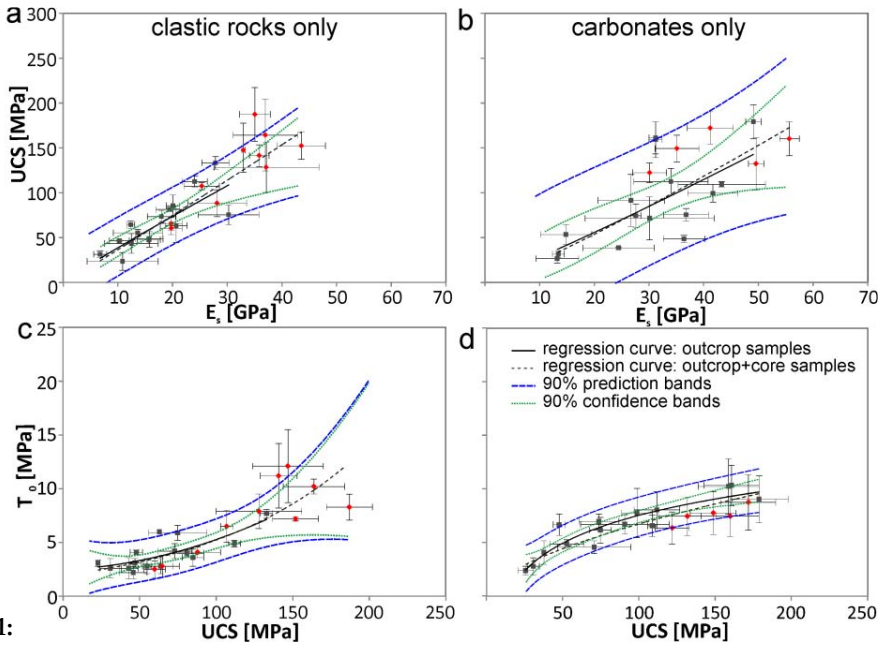 a
clastic rocks only
b
carbonates only
UCS [MPa]
300
250
200
150
100
50
0
10 20 30 40 50 60 70
Es [GPa]
10 20 30 40 50 60 70
Es [GPa]
c
T0 [MPa]
25
20
15
10
5
0
0 50 100 150 200 250
UCS [MPa]
d
regression curve: outcrop samples
regression curve: outcrop+core samples
90% prediction bands
90% confidence bands
50 100 150 200 250
UCS [MPa]
l: